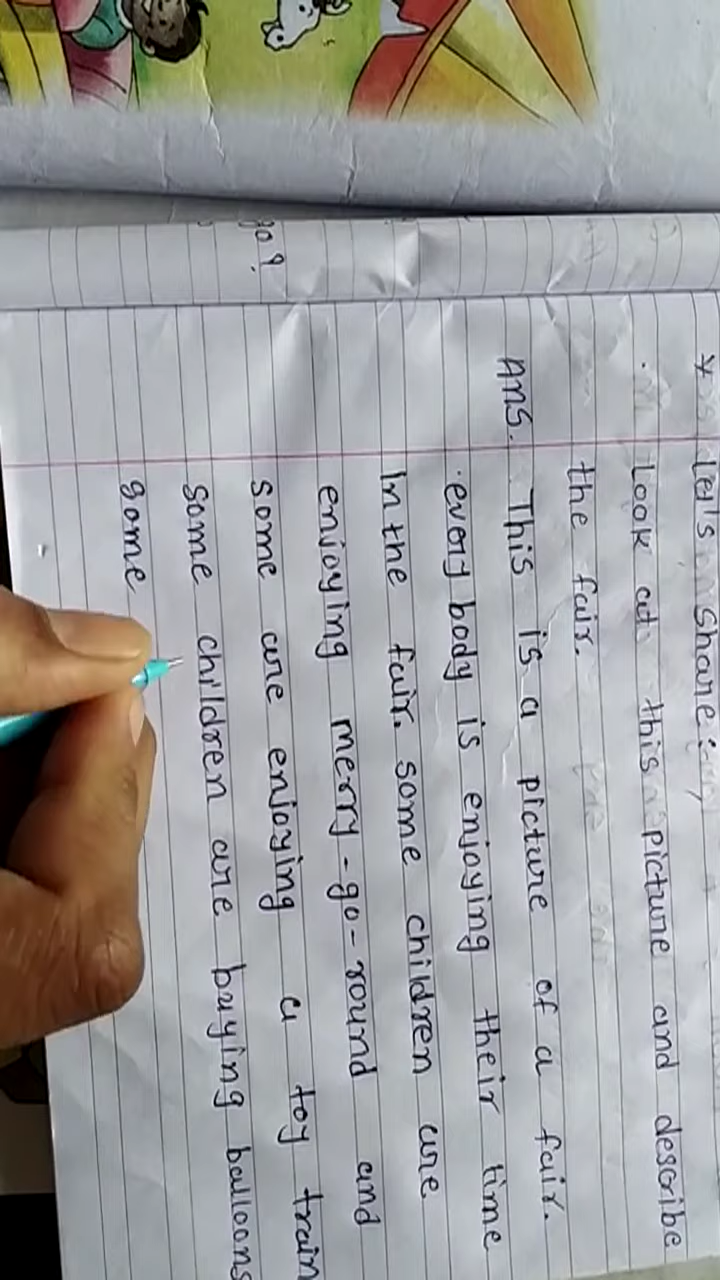 * Let's Share :
Look at this picture and describe
the fair.
Ans. This is a picture of a fair.
every body is enjoying their time
In the fair. some children are
enjoying merry-go-round and
some are enjoying a toy train
some children are buying balloons
some
go?